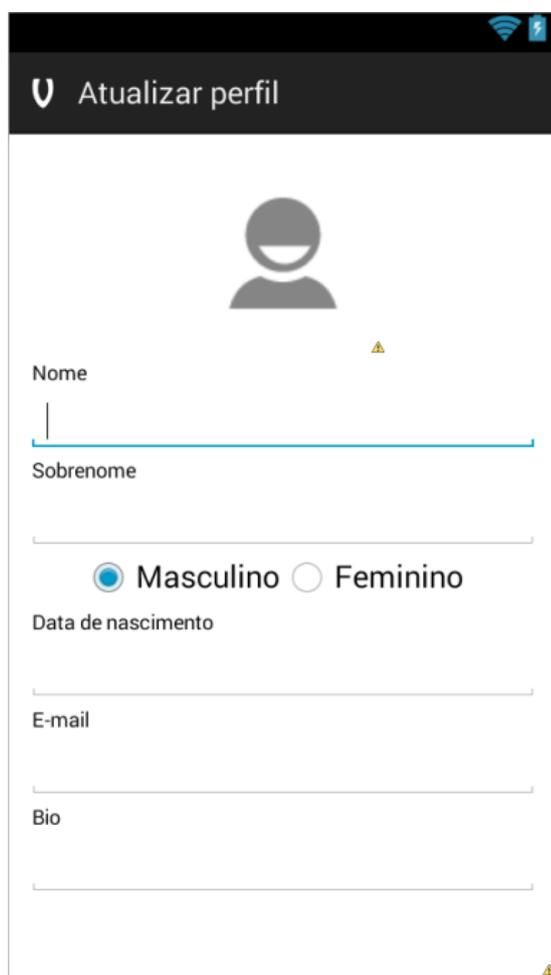 Atualizar perfil
Nome
Sobrenome
Masculino Feminino
Data de nascimento
E-mail
Bio